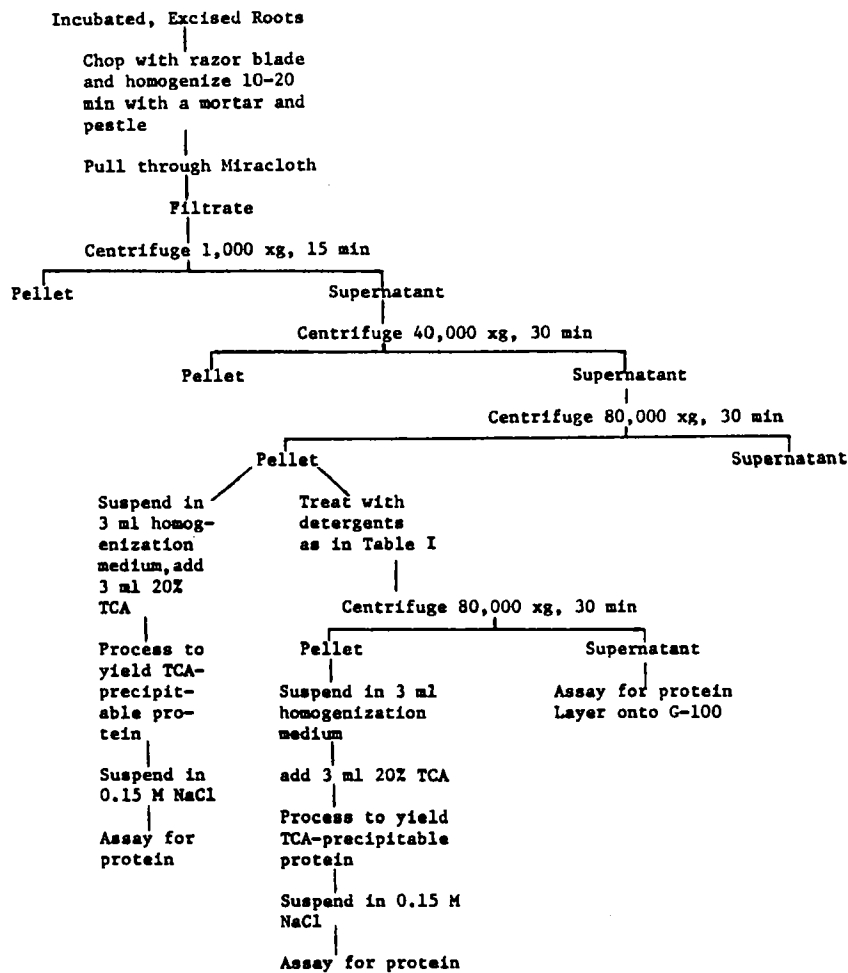 Incubated, Excised Roots
Chop with razor blade
and homogenize 10-20
min with a mortar and
pestle
Pull through Miracloth
Filtrate
Centrifuge 1,000 xg, 15 min
Pellet
Supernatant
Centrifuge 40,000 xg, 30 min
Pellet
Supernatant
Centrifuge 80,000 xg, 30 min
Pellet
Supernatant
Suspend in
3 ml homog-
enization
medium,add
3 ml 20%
TCA
Process to
yield TCA-
precipit-
able pro-
tein
Suspend in
0.15 M NaCl
Assay for
protein
Treat with
detergents
as in Table I
Centrifuge 80,000 xg, 30 min
Pellet
Suspend in 3 ml
homogenization
medium
add 3 ml 20% TCA
Process to yield
TCA-precipitable
protein
Suspend in 0.15 M
NaCl
Assay for protein
Supernatant
Assay for protein
Layer onto G-100